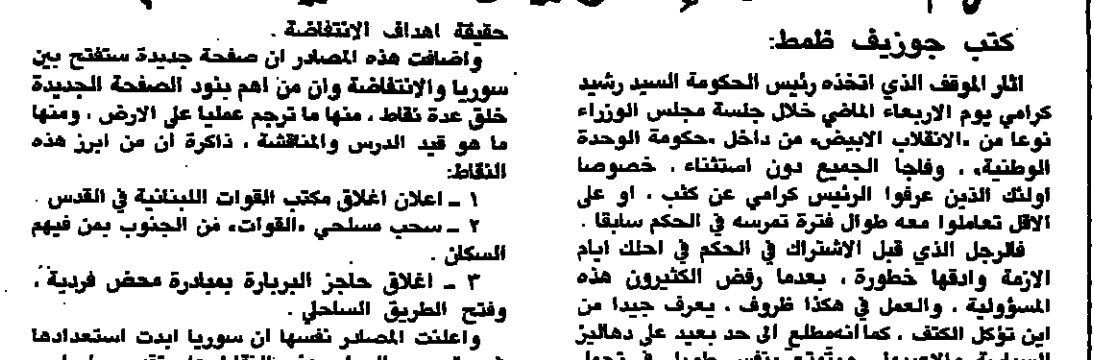 كتب جوزيف ظمط:
اثار الموقف الذي اتخذه رئيس الحكومة السيد رشيد
كرامي يوم الاربعاء الماضي خلال جلسة مجلس الوزراء
نوعا من «الانقلاب الابيض» من داخل «حكومة الوحدة
الوطنية» ، وفاجا الجميع دون استثناء ، خصوصا
اولئك الذين عرفوا الرئيس كرامي عن كثب ، او على
الاقل تعاملوا معه طوال فترة تمرسه في الحكم سابقا .
فالرجل الذي قبل الاشتراك في الحكم في احلك ايام
الازمة وادقها خطورة ، بعدما رفض الكثيرون هذه
المسؤولية ، والعمل في هكذا ظروف ، يعرف جيدا من
اين تؤكل الكتف ، كما انه مطلع الى حد بعيد على دهاليز
حقيقة اهداف الإنتفاضة .
واضافت هذه المصادر ان صفحة جديدة ستفتح بين
سوريا والإنتفاضة وان من اهم بنود الصفحة الجديدة
خلق عدة نقاط ، منها ما ترجم عمليا على الارض ، ومنها
ما هو قيد الدرس والمناقشة ، ذاكرة ان من ابرز هذه
النقاط:
١ - اعلان اغلاق مكتب القوات اللبنانية في القدس .
٢ - سحب مسلحي «القوات» من الجنوب بمن فيهم
السكان .
٣ - اغلاق حاجز البربارة بمبادرة محض فردية ،
وفتح الطريق الساحلي .
واعلنت المصادر نفسها ان سوريا ابدت استعدادها